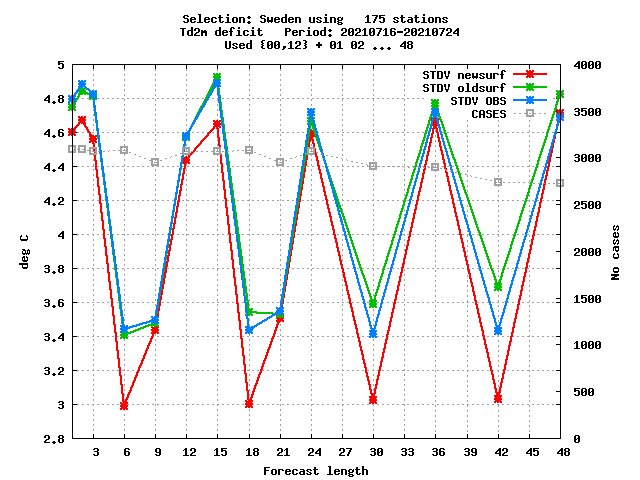 Selection: Sweden using   175 stations
Td2m deficit   Period: 20210716-20210724
Used {00,12} + 01 02 ... 48
STDV newsurf
STDV oldsurf
STDV OBS
CASES
5
4.8
4.6
4.4
4.2
4
3.8
3.6
3.4
3.2
3
2.8
deg C
4000
3500
3000
2500
2000
1500
1000
500
0
No cases
3 6 9 12 15 18 21 24 27 30 33 36 39 42 45 48
Forecast length